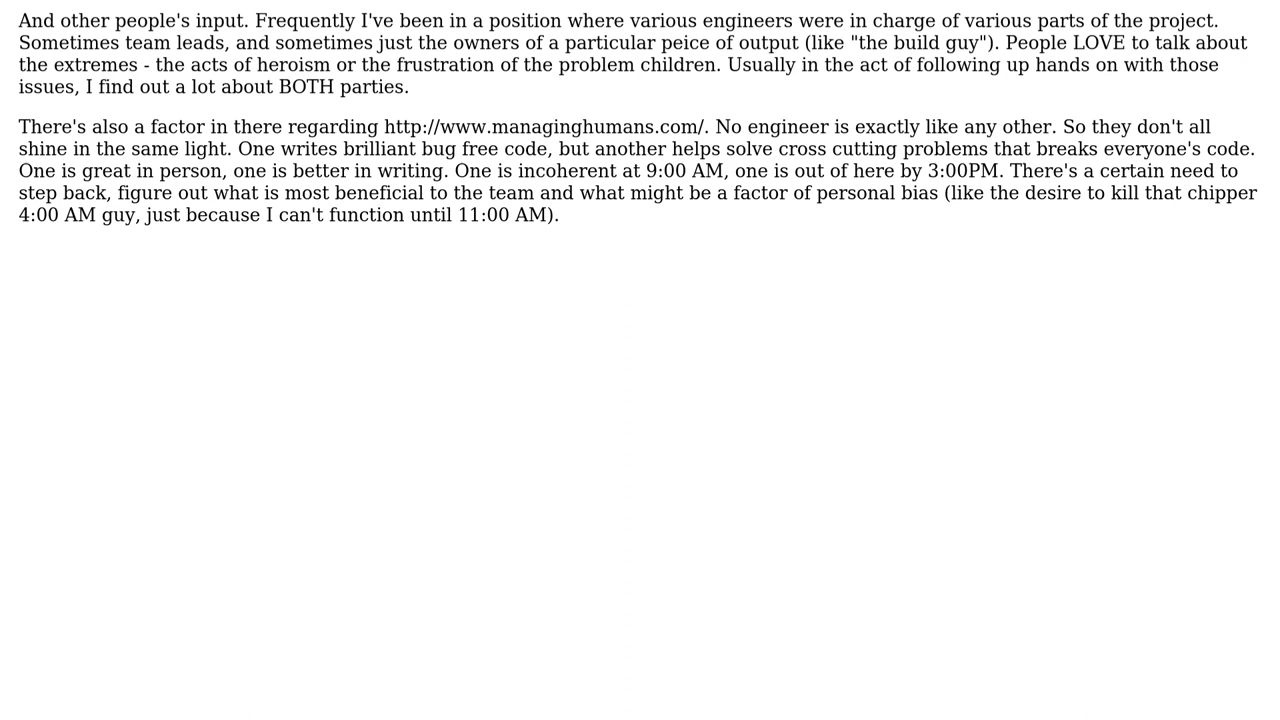 And other people's input. Frequently I've been in a position where various engineers were in charge of various parts of the project.
Sometimes team leads, and sometimes just the owners of a particular peice of output (like "the build guy"). People LOVE to talk about
the extremes - the acts of heroism or the frustration of the problem children. Usually in the act of following up hands on with those
issues, I find out a lot about BOTH parties.
There's also a factor in there regarding http://www.managinghumans.com/. No engineer is exactly like any other. So they don't all
shine in the same light. One writes brilliant bug free code, but another helps solve cross cutting problems that breaks everyone's code.
One is great in person, one is better in writing. One is incoherent at 9:00 AM, one is out of here by 3:00PM. There's a certain need to
step back, figure out what is most beneficial to the team and what might be a factor of personal bias (like the desire to kill that chipper
4:00 AM guy, just because I can't function until 11:00 AM).